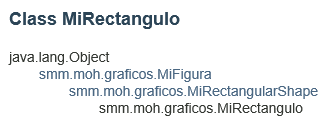 Class MiRectangulo
java.lang.Object
smm.moh.graficos.MiFigura
smm.moh.graficos.MiRectangularShape
smm.moh.graficos.MiRectangulo